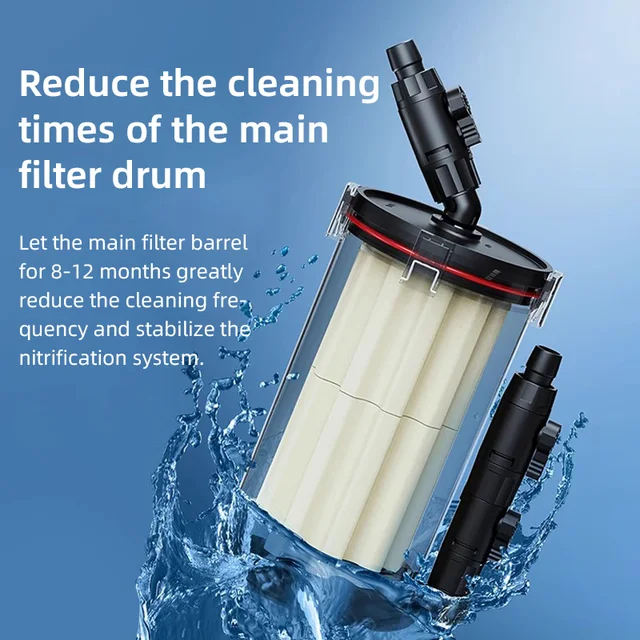 Reduce the cleaning
times of the main
filter drum
Let the main filter barrel
for 8-12 months greatly
reduce the cleaning fre-
quency and stabilize the
nitrification system.